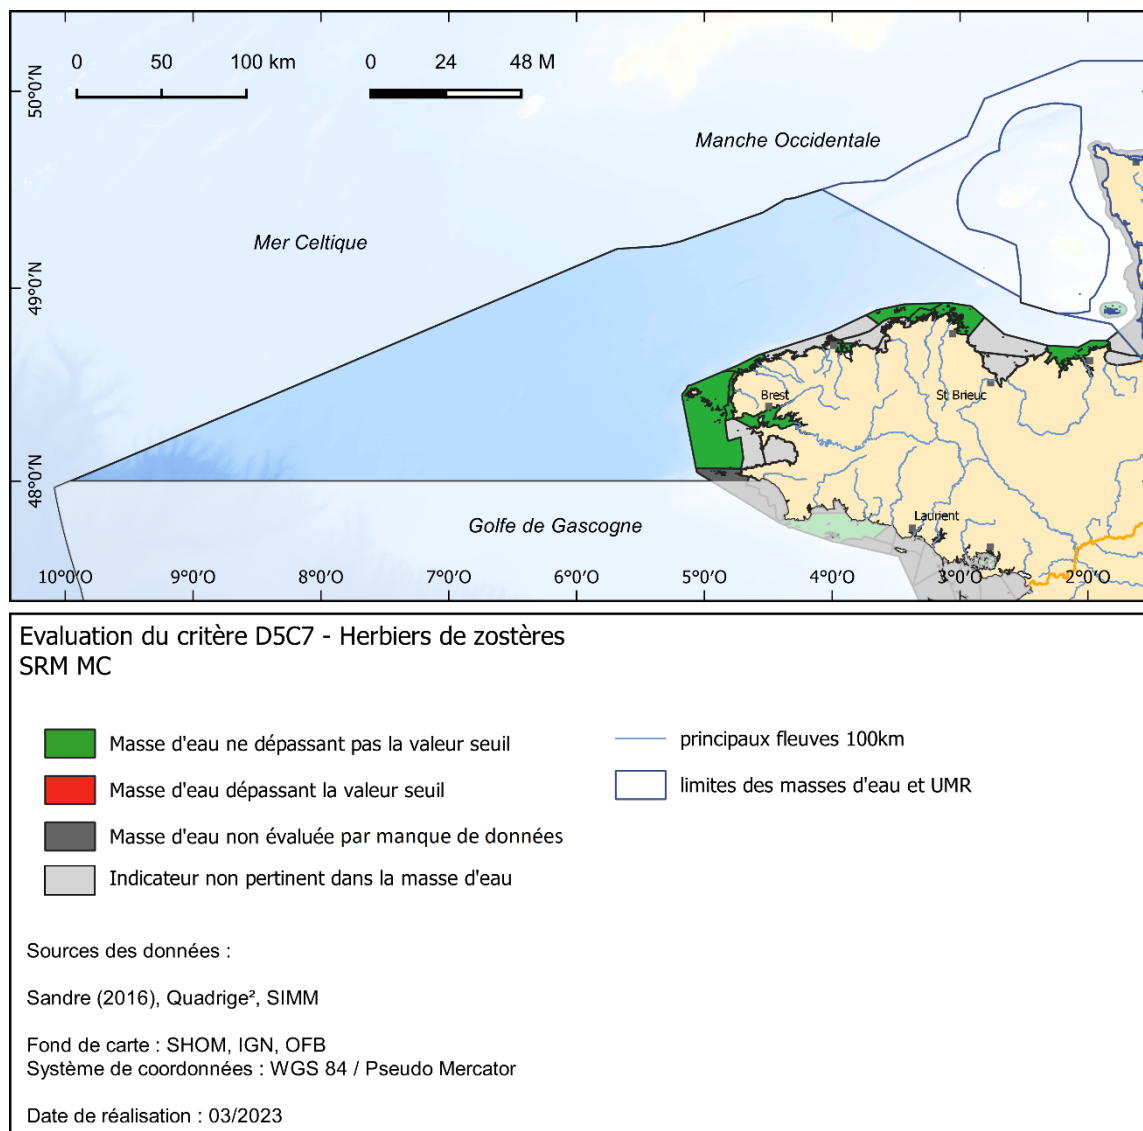 0 50 100 km
0 24 48 M
50°0'N
49°0'N
48°0'N
Manche Occidentale
Mer Celtique
Brest
St Brieuc
Golfe de Gascogne
Laurient
10°0'O 9°0'O 8°0'O 7°0'O 6°0'O 5°0'O 4°0'O 3°0'O 2°0'O
Evaluation du critère D5C7 - Herbiers de zostères
SRM MC
Masse d'eau ne dépassant pas la valeur seuil
principaux fleuves 100km
Masse d'eau dépassant la valeur seuil
limites des masses d'eau et UMR
Masse d'eau non évaluée par manque de données
Indicateur non pertinent dans la masse d'eau
Sources des données :
Sandre (2016), Quadrige², SIMM
Fond de carte : SHOM, IGN, OFB
Système de coordonnées : WGS 84 / Pseudo Mercator
Date de réalisation : 03/2023